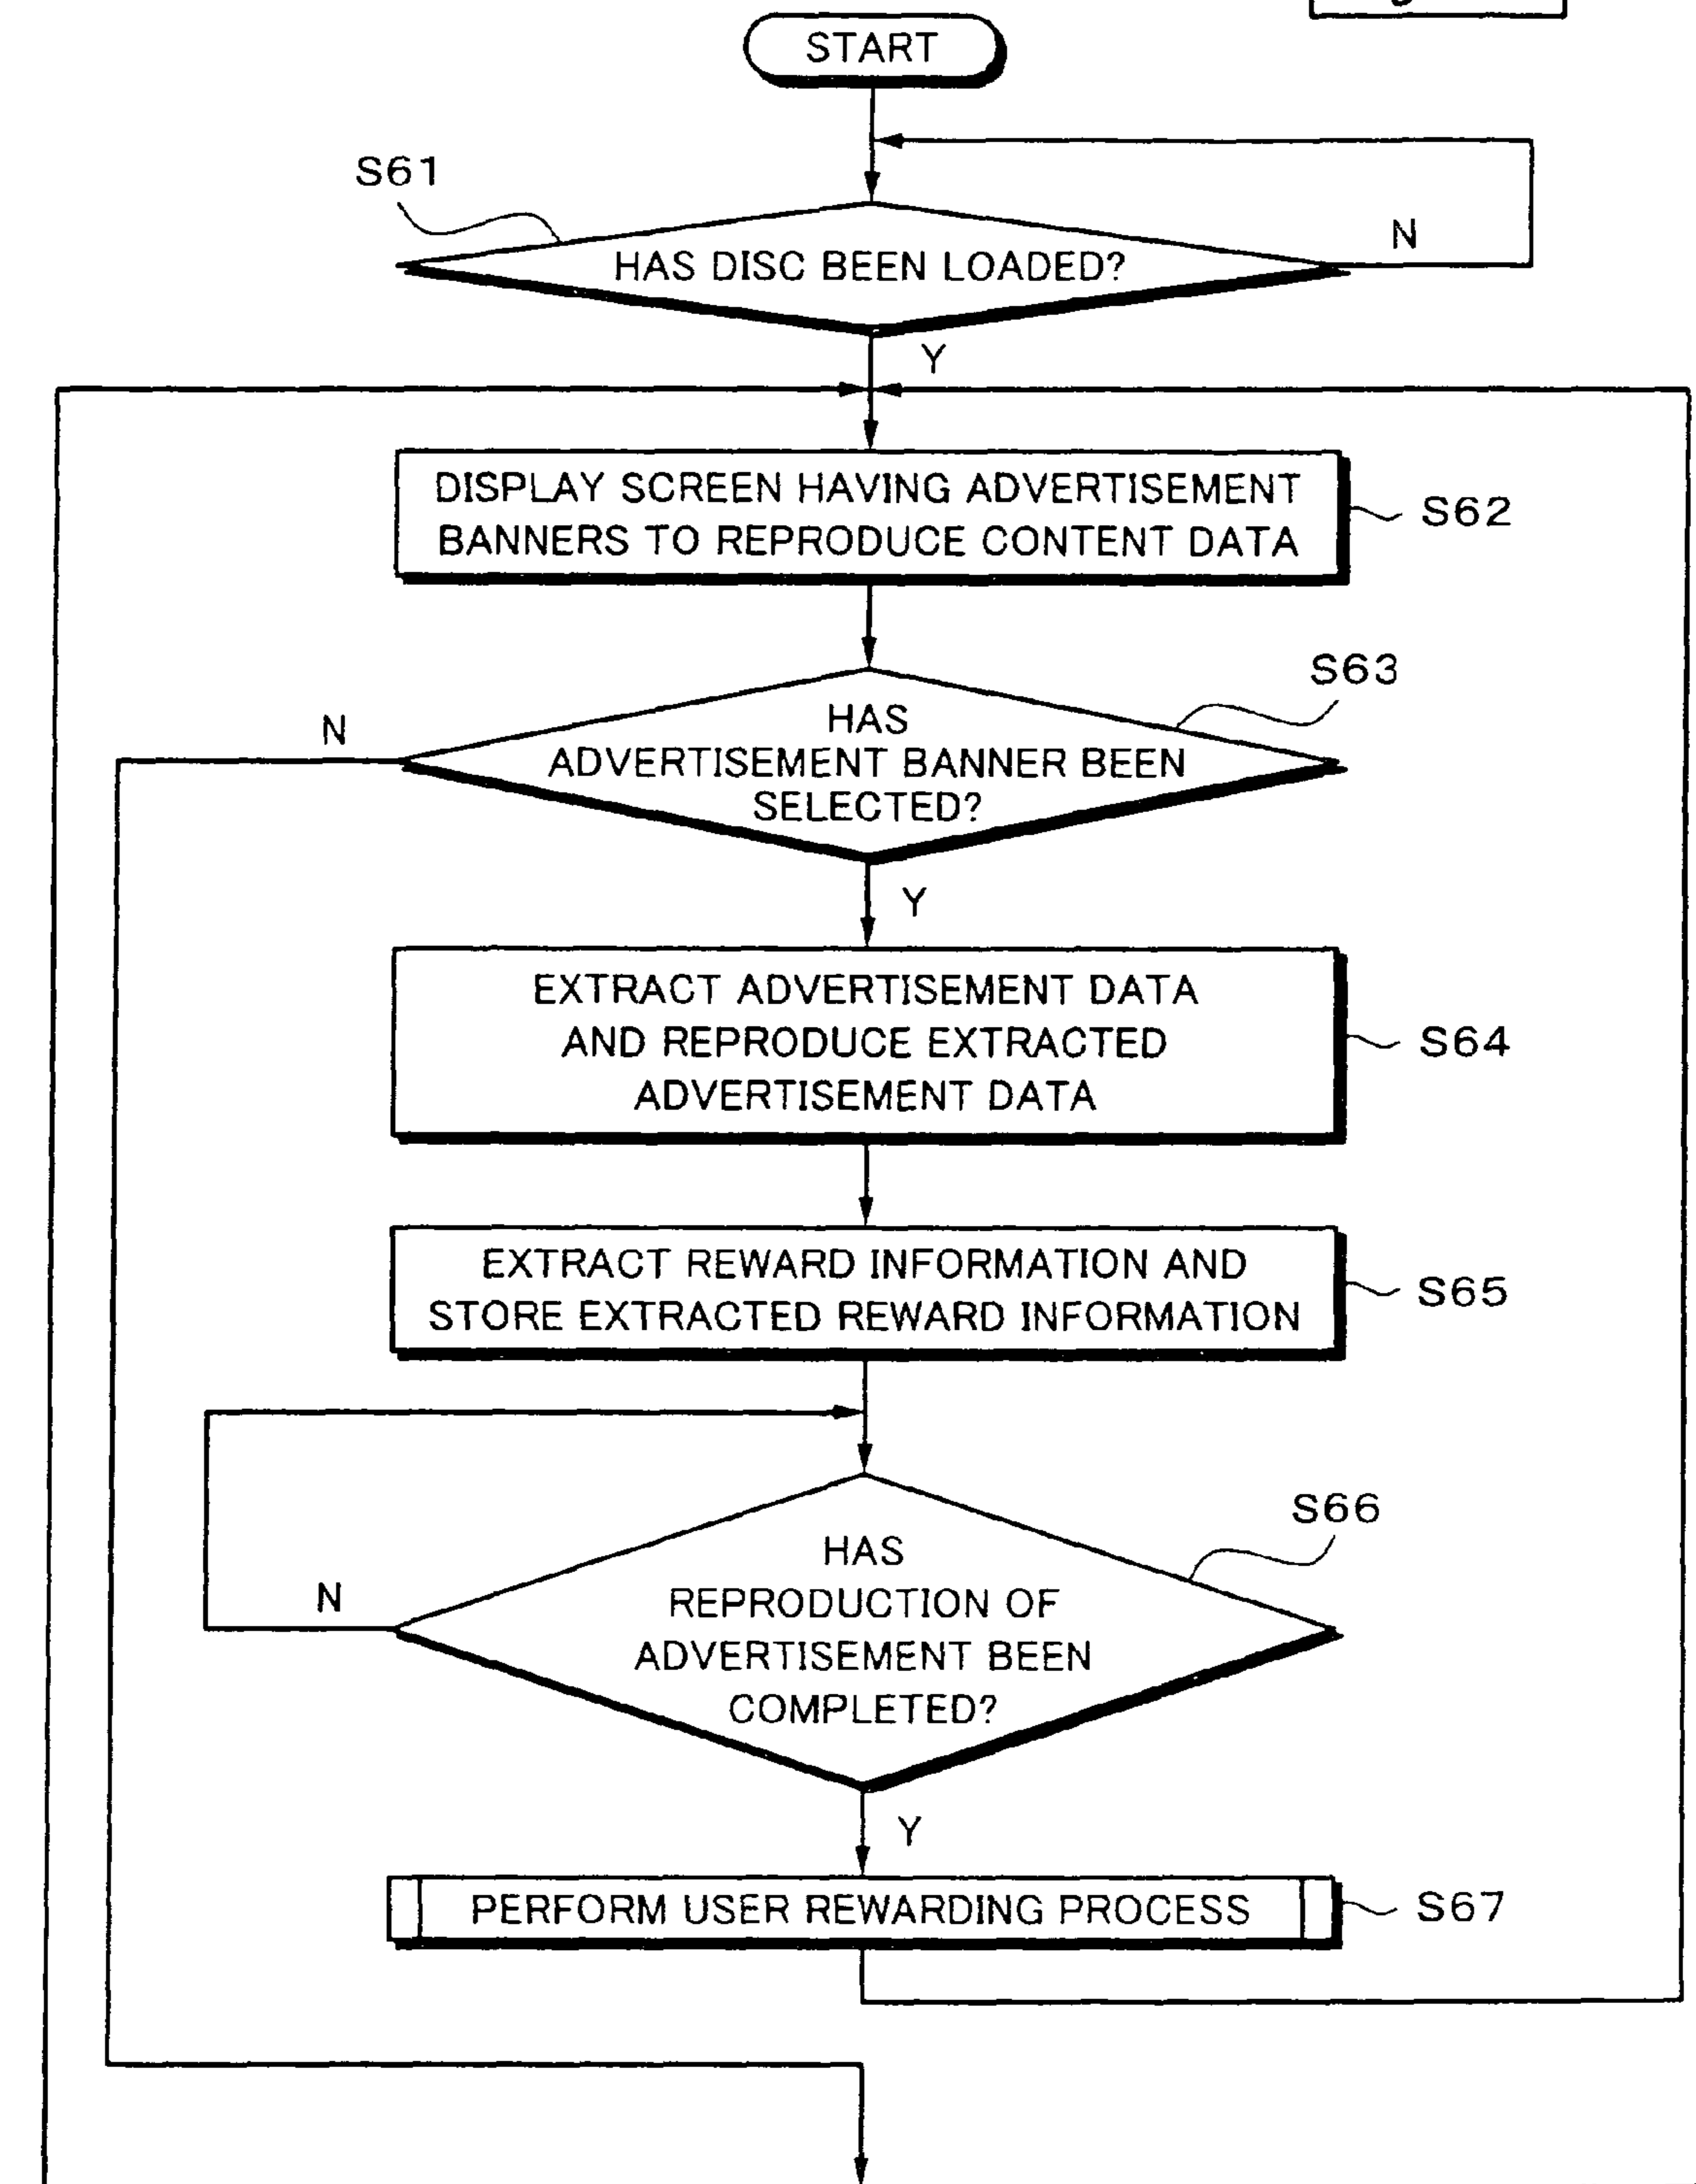 START
S61
N
HAS DISC BEEN LOADED?
Y
DISPLAY SCREEN HAVING ADVERTISEMENT
BANNERS TO REPRODUCE CONTENT DATA
S62
S63
N
HAS
ADVERTISEMENT BANNER BEEN
SELECTED?
Y
EXTRACT ADVERTISEMENT DATA
AND REPRODUCE EXTRACTED
ADVERTISEMENT DATA
S64
EXTRACT REWARD INFORMATION AND
STORE EXTRACTED REWARD INFORMATION
S65
S66
N
HAS
REPRODUCTION OF
ADVERTISEMENT BEEN
COMPLETED?
Y
PERFORM USER REWARDING PROCESS
S67